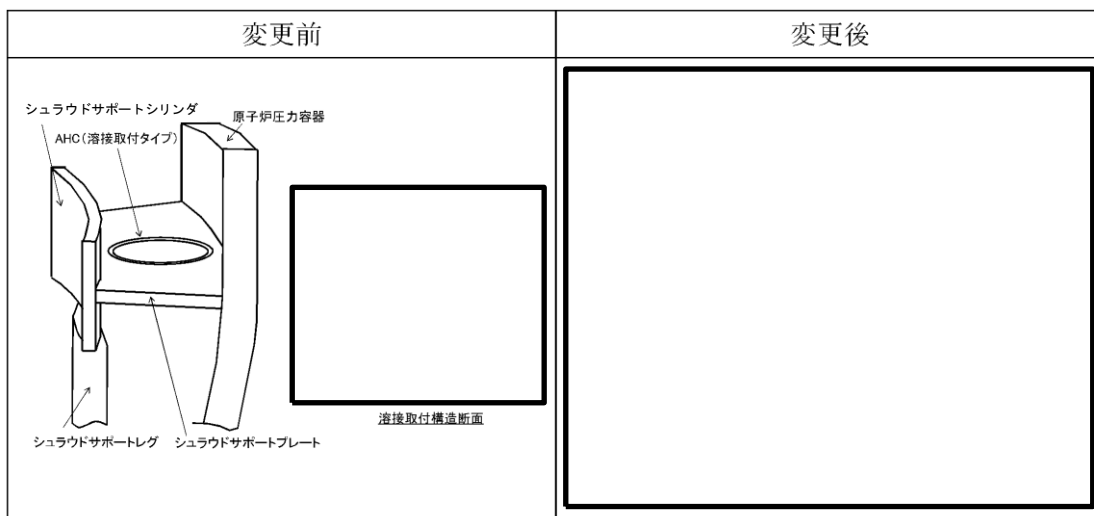 変更前
変更後
シュラウドサポートシリンダ
原子炉圧力容器
AHC(溶接取付タイプ)
溶接取付構造断面
シュラウドサポートレグ
シュラウドサポートプレート